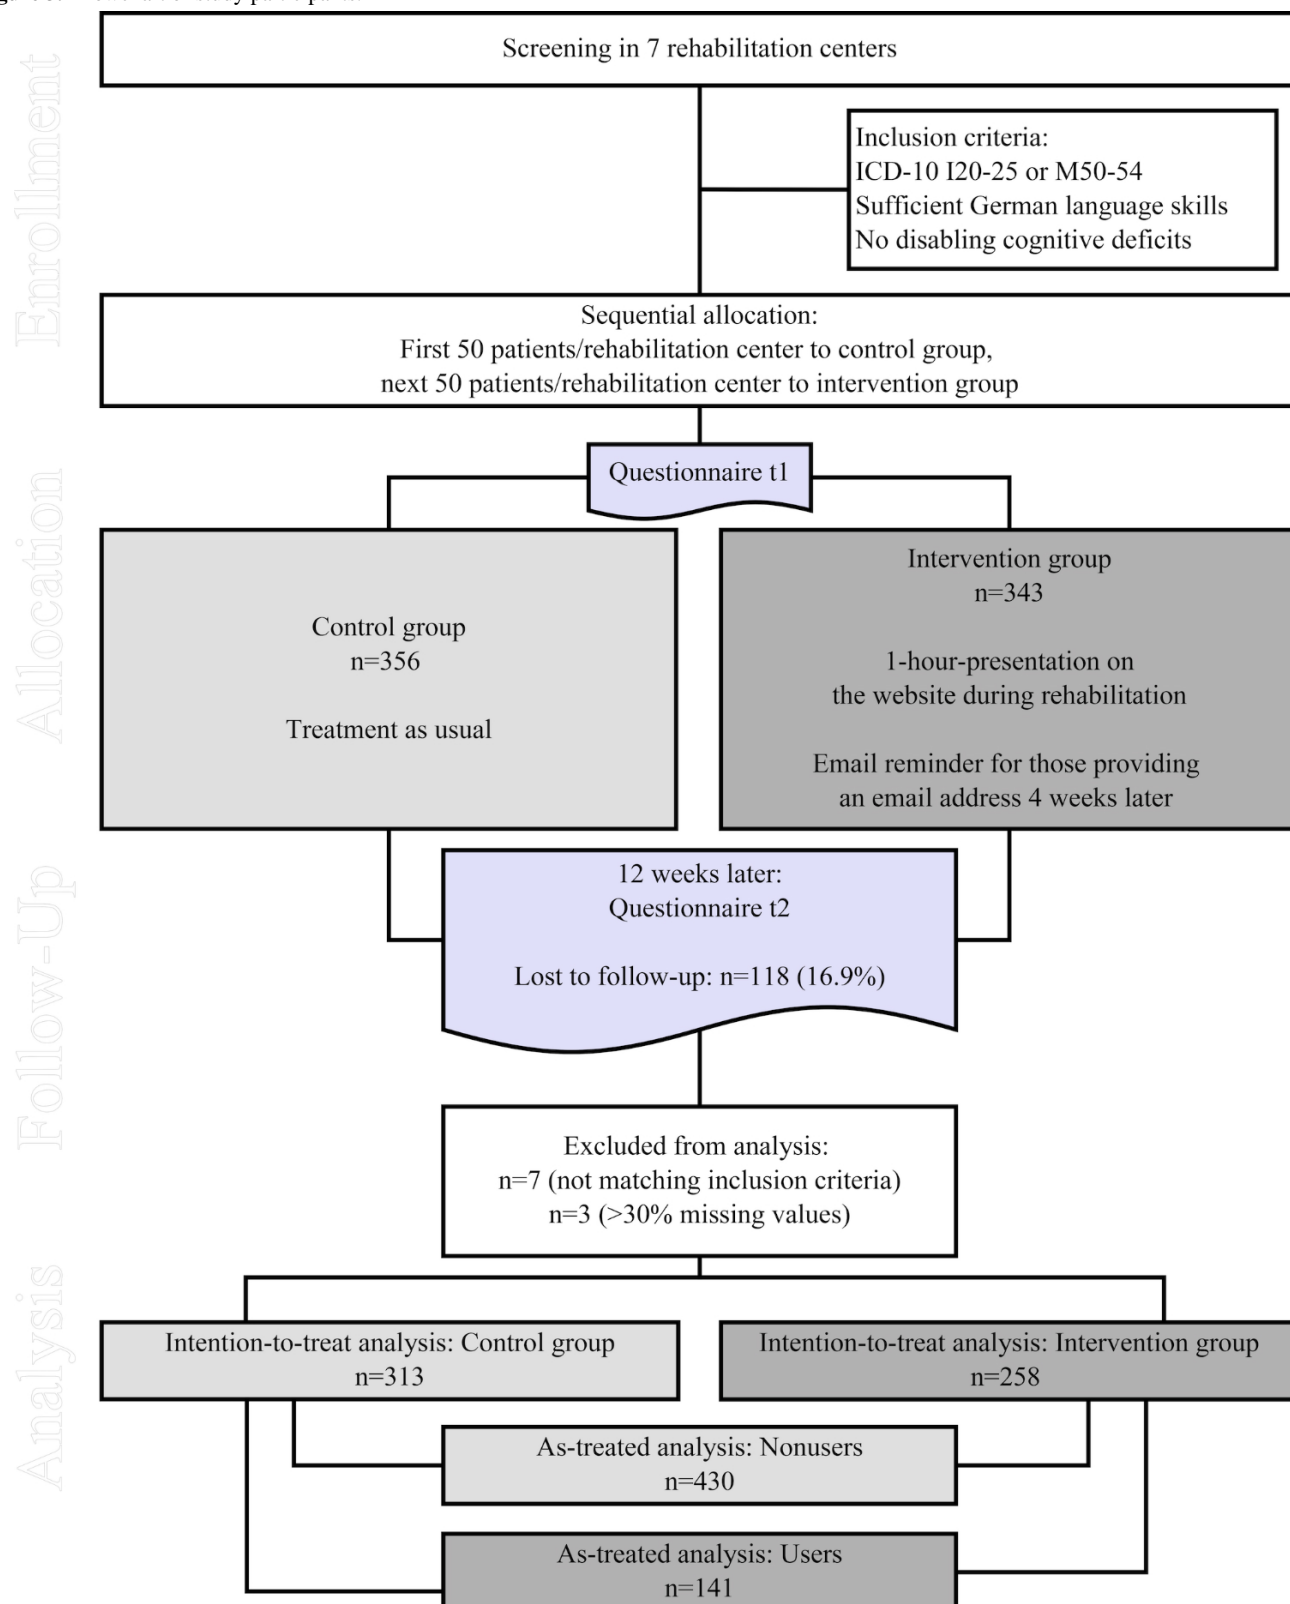 Screening in 7 rehabilitation centers
Enrollment
Inclusion criteria:
ICD-10 I20-25 or M50-54
Sufficient German language skills
No disabling cognitive deficits
Sequential allocation:
First 50 patients/rehabilitation center to control group,
next 50 patients/rehabilitation center to intervention group
Questionnaire t1
Allocation
Control group
n=356
Treatment as usual
Intervention group
n=343
1-hour-presentation on
the website during rehabilitation
Email reminder for those providing
an email address 4 weeks later
Follow-Up
12 weeks later:
Questionnaire t2
Lost to follow-up: n=118 (16.9%)
Excluded from analysis:
n=7 (not matching inclusion criteria)
n=3 (>30% missing values)
Analysis
Intention-to-treat analysis: Control group
n=313
Intention-to-treat analysis: Intervention group
n=258
As-treated analysis: Nonusers
n=430
As-treated analysis: Users
n=141